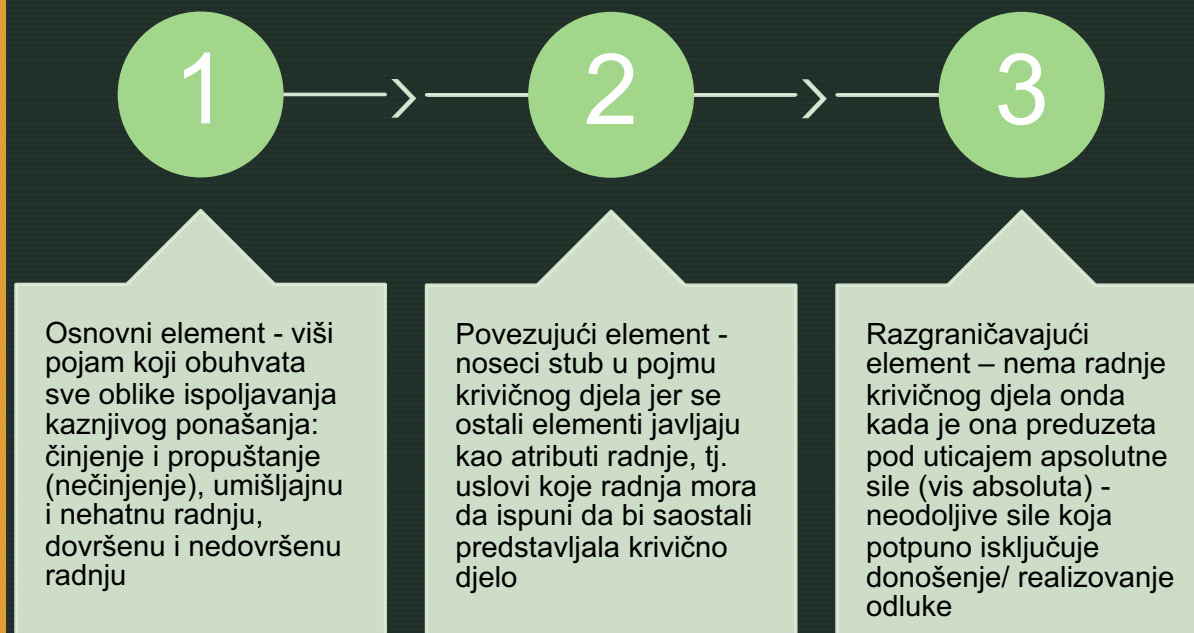 1
2
3
Osnovni element - viši
pojam koji obuhvata
sve oblike ispoljavanja
kaznjivog ponašanja:
činjenje i propuštanje
(nečinjenje), umišljajnu
i nehatnu radnju,
dovršenu i nedovršenu
radnju
Povezujući element -
noseci stub u pojmu
krivičnog djela jer se
ostali elementi javljaju
kao atributi radnje, tj.
uslovi koje radnja mora
da ispuni da bi saostali
predstavljala krivično
djelo
Razgraničavajući
element – nema radnje
krivičnog djela onda
kada je ona preduzeta
pod uticajem apsolutne
sile (vis absoluta) -
neodoljive sile koja
potpuno isključuje
donošenje/ realizovanje
odluke